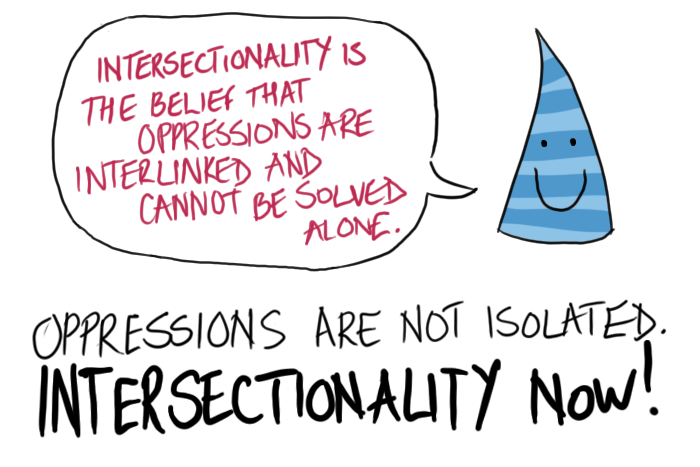 INTERSECTIONALITY IS
THE BELIEF THAT
OPPRESSIONS ARE
INTERLINKED AND
CANNOT BE SOLVED
ALONE.
OPPRESSIONS ARE NOT ISOLATED.
INTERSECTIONALITY NOW!